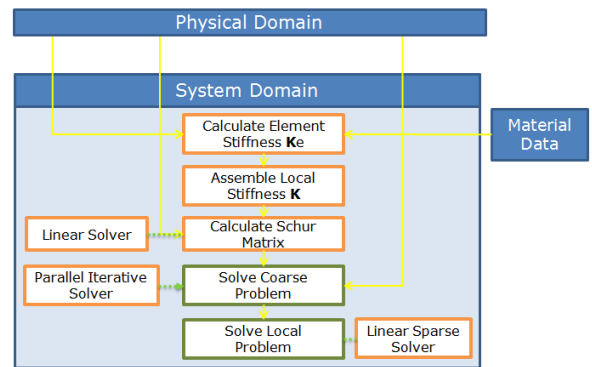 Physical Domain
System Domain
Calculate Element
Stiffness Ke
Material
Data
Assemble Local
Stiffness K
Linear Solver
Calculate Schur
Matrix
Parallel Iterative
Solver
Solve Coarse
Problem
Solve Local
Problem
Linear Sparse
Solver